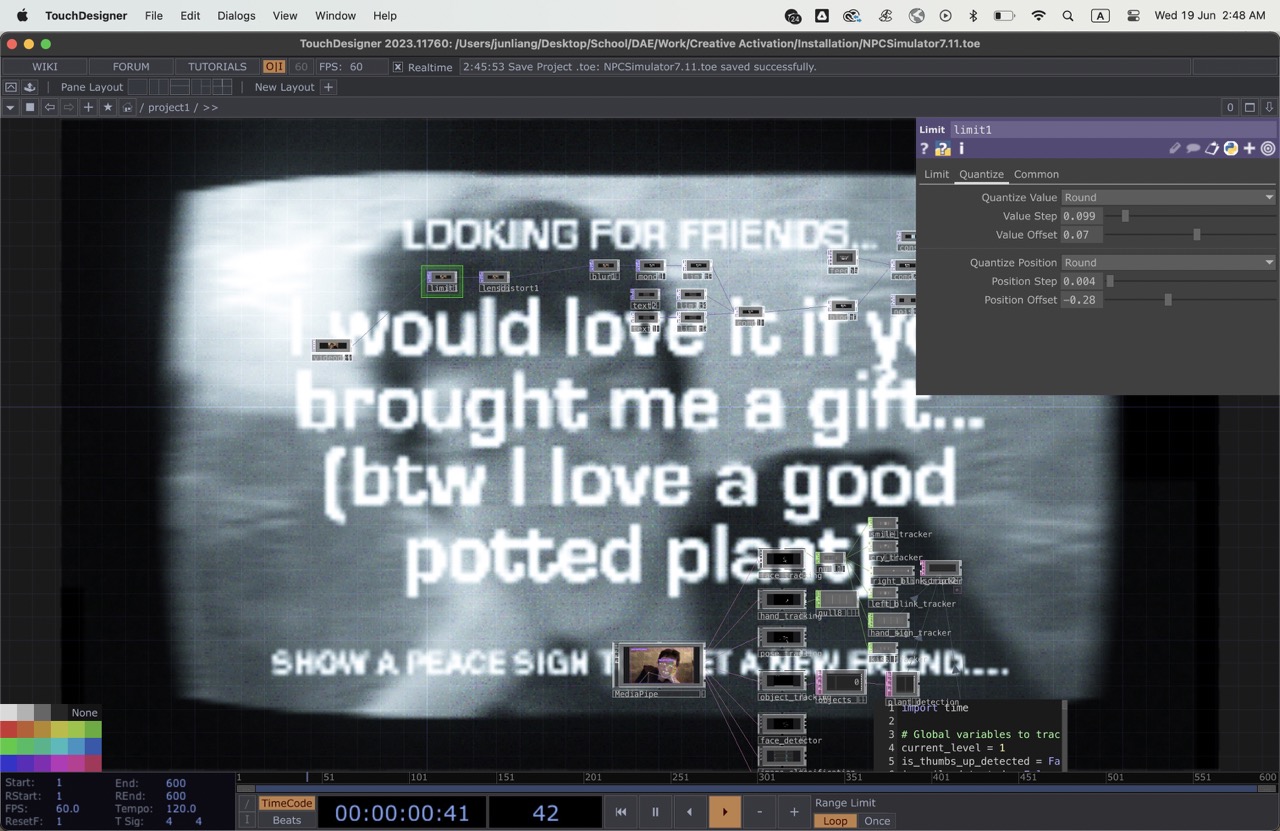 TouchDesigner File Edit Dialogs View Window Help
24 A Wed 19 Jun 2:48 AM
TouchDesigner 2023.11760: /Users/junliang/Desktop/School/DAE/Work/Creative Activation/Installation/NPCSimulator7.11.toe
WIKI FORUM TUTORIALS O|I 60 FPS: 60 Realtime 2:45:53 Save Project .toe: NPCSimulator7.11.toe saved successfully.
Pane Layout New Layout +
/ project1 / >> 0
Limit limit1
? ? i
Limit Quantize Common
Quantize Value Round
Value Step 0.099
Value Offset 0.07
Quantize Position Round
Position Step 0.004
Position Offset -0.28
LOOKING FOR FRIENDS...
limit1 lensdistort1 blur1
text2
I would love it if yo
brought me a gift...
(btw I love a good
potted plant
smile_tracker
cry_tracker
right_blink_tracker
left_blink_tracker
hand_tracking null8
hand_sign_tracker
SHOW A PEACE SIGN T ET A NEW FRIEND....
MediaPipe
object_tracking objects 0 plant_detection
face_detector
1 import time
2
3 # Global variables to trac
4 current_level = 1
5 is_thumbs_up_detected = Fa
None
1 51 101 151 201 251 301 351 401 451 501 551 600
Start: 1 End: 600
RStart: 1 REnd: 600
FPS: 60.0 Tempo: 120.0
ResetF: 1 T Sig: 4 4
TimeCode
Beats
00:00:00:41 42
- +
Range Limit
Loop Once